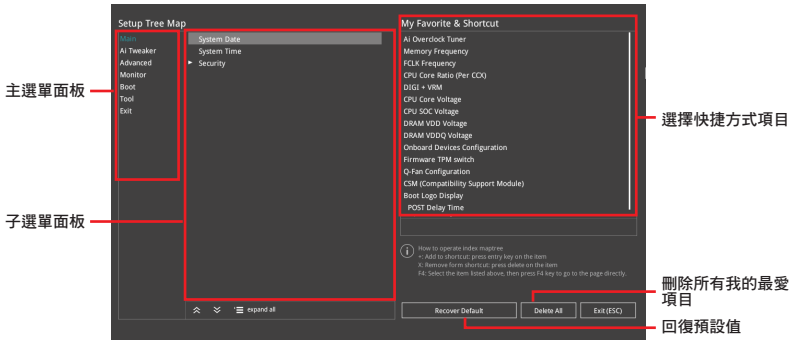 Setup Tree Map
Main
Ai Tweaker
Advanced
Monitor
Boot
Tool
Exit
System Date
System Time
Security
expand all
My Favorite & Shortcut
Ai Overclock Tuner
Memory Frequency
FCLK Frequency
CPU Core Ratio (Per CCX)
DIGI + VRM
CPU Core Voltage
CPU SOC Voltage
DRAM VDD Voltage
DRAM VDDQ Voltage
Onboard Devices Configuration
Firmware TPM switch
Q-Fan Configuration
CSM (Compatibility Support Module)
Boot Logo Display
POST Delay Time
How to operate index maptree
+: Add to shortcut: press entry key on the item
X: Remove form shortcut: press delete on the item
F4: Select the item listed above, then press F4 key to go to the page directly.
Recover Default
Delete All
Exit (ESC)
主選單面板
子選單面板
選擇快捷方式項目
刪除所有我的最愛
項目
回復預設值